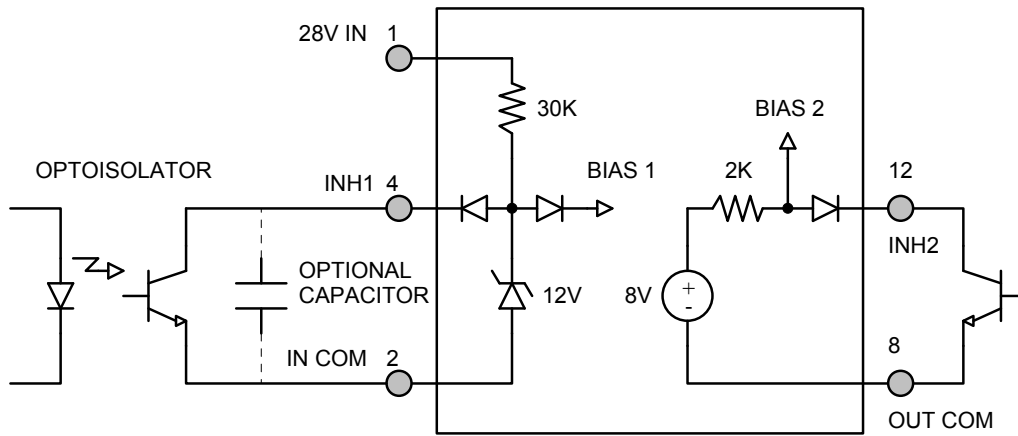 28V IN 1
30K
BIAS 2
OPTOISOLATOR
INH1 4
BIAS 1
2K
12
INH2
OPTIONAL
CAPACITOR
12V
8V
+
-
IN COM 2
8
OUT COM